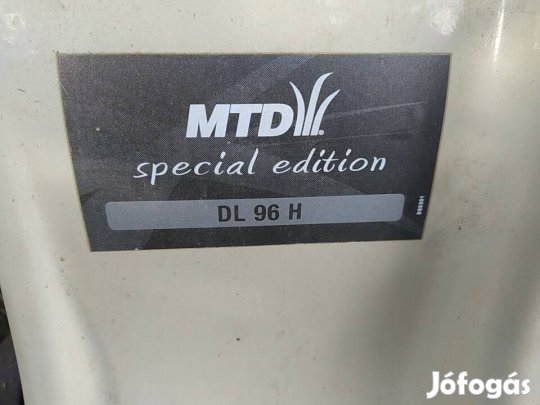 MTD
special edition
DL 96 H
Jófogás